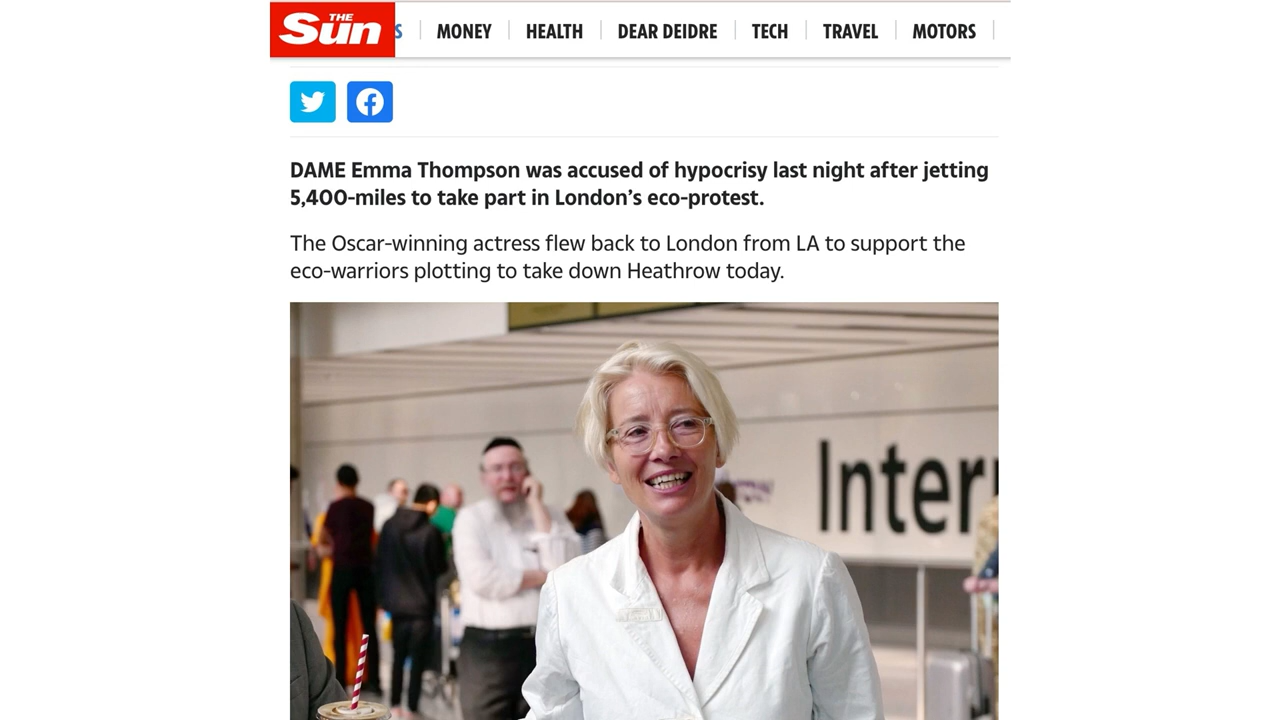 THE
Sun
S
MONEY
HEALTH
DEAR DEIDRE
TECH
TRAVEL
MOTORS
DAME Emma Thompson was accused of hypocrisy last night after jetting
5,400-miles to take part in London’s eco-protest.
The Oscar-winning actress flew back to London from LA to support the
eco-warriors plotting to take down Heathrow today.
Inter